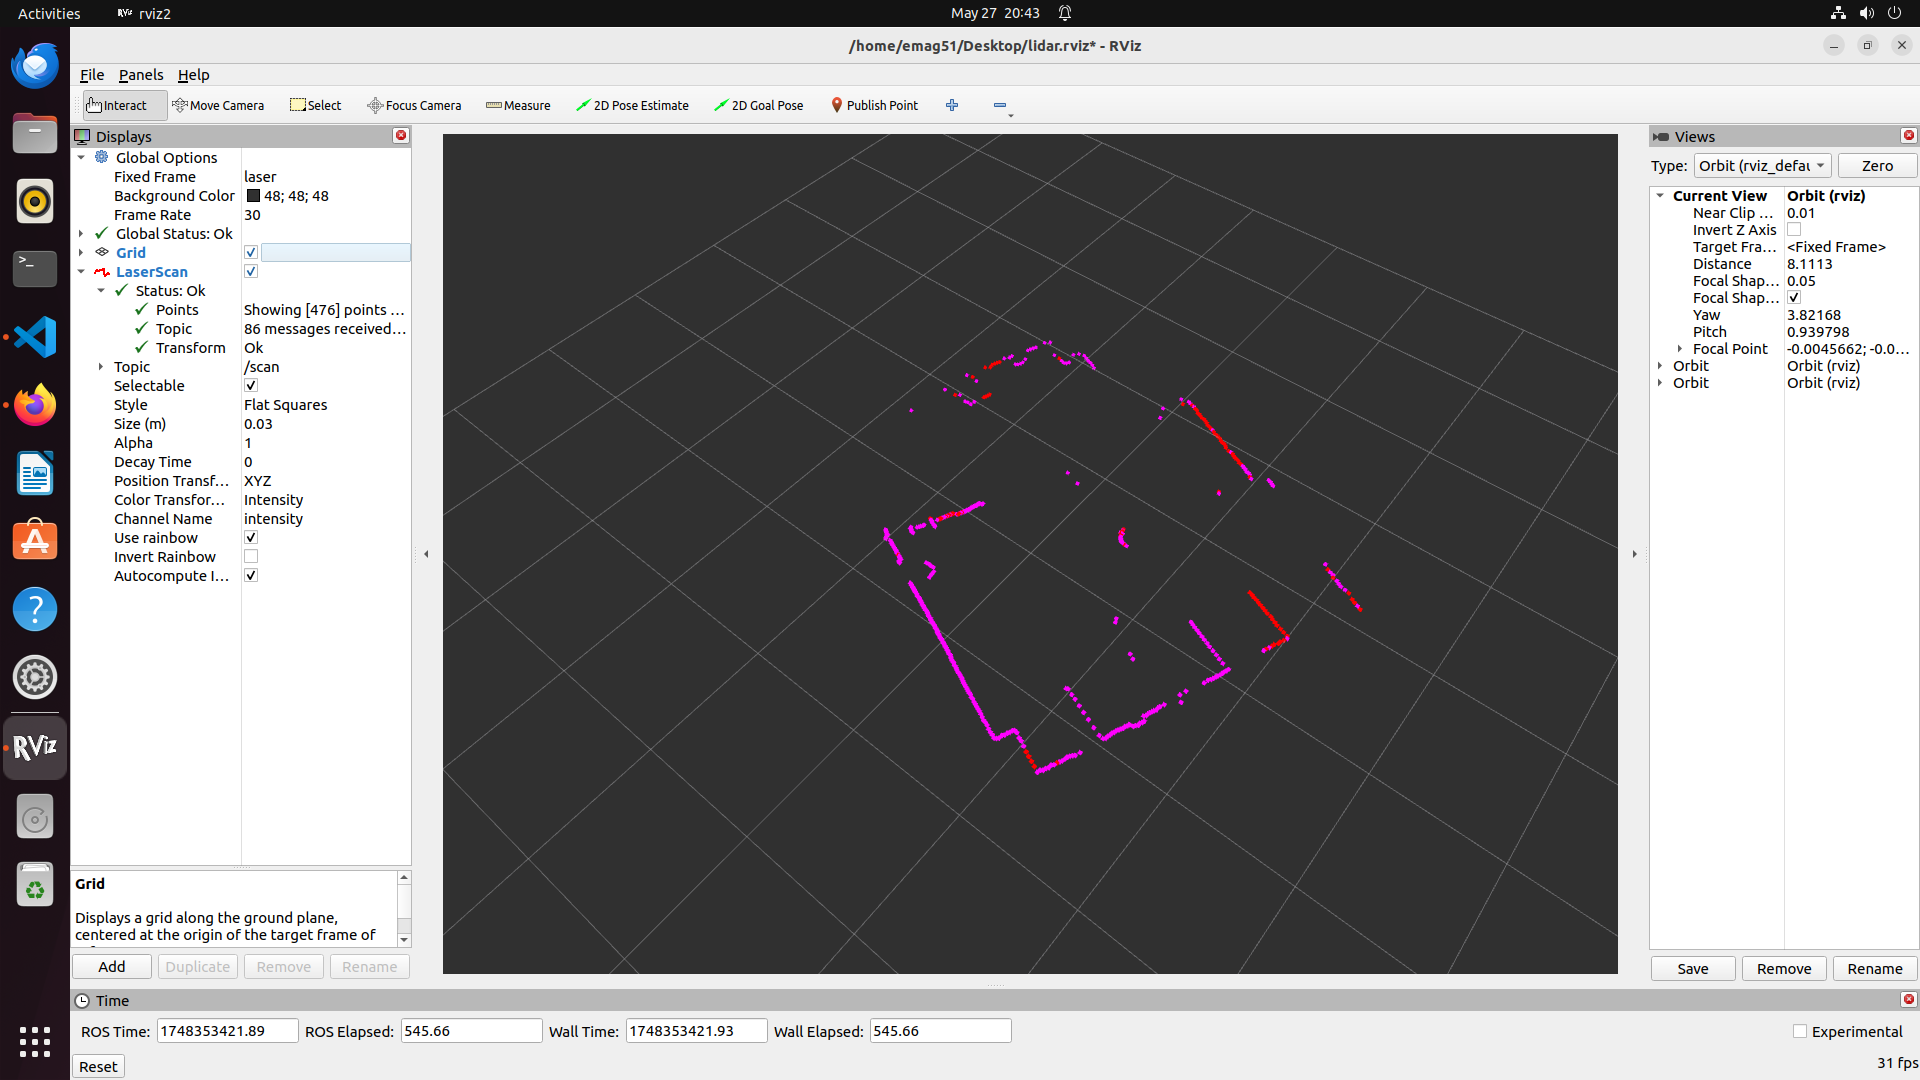 Activities rviz2 May 27 20:43
/home/emag51/Desktop/lidar.rviz* - RViz
File Panels Help
Interact Move Camera Select Focus Camera Measure 2D Pose Estimate 2D Goal Pose Publish Point
Displays
Global Options
Fixed Frame laser
Background Color 48; 48; 48
Frame Rate 30
Global Status: Ok
Grid
LaserScan
Status: Ok
Points Showing [476] points ...
Topic 86 messages received...
Transform Ok
Topic /scan
Selectable
Style Flat Squares
Size (m) 0.03
Alpha 1
Decay Time 0
Position Transf... XYZ
Color Transfor... Intensity
Channel Name intensity
Use rainbow
Invert Rainbow
Autocompute I...
Grid
Displays a grid along the ground plane,
centered at the origin of the target frame of
Add Duplicate Remove Rename
Views
Type: Orbit (rviz_defau Zero
Current View Orbit (rviz)
Near Clip ... 0.01
Invert Z Axis
Target Fra... <Fixed Frame>
Distance 8.1113
Focal Shap... 0.05
Focal Shap...
Yaw 3.82168
Pitch 0.939798
Focal Point -0.0045662; -0.0...
Orbit Orbit (rviz)
Orbit Orbit (rviz)
Save Remove Rename
RViz
Time
ROS Time: 1748353421.89 ROS Elapsed: 545.66 Wall Time: 1748353421.93 Wall Elapsed: 545.66 Experimental
Reset 31 fps